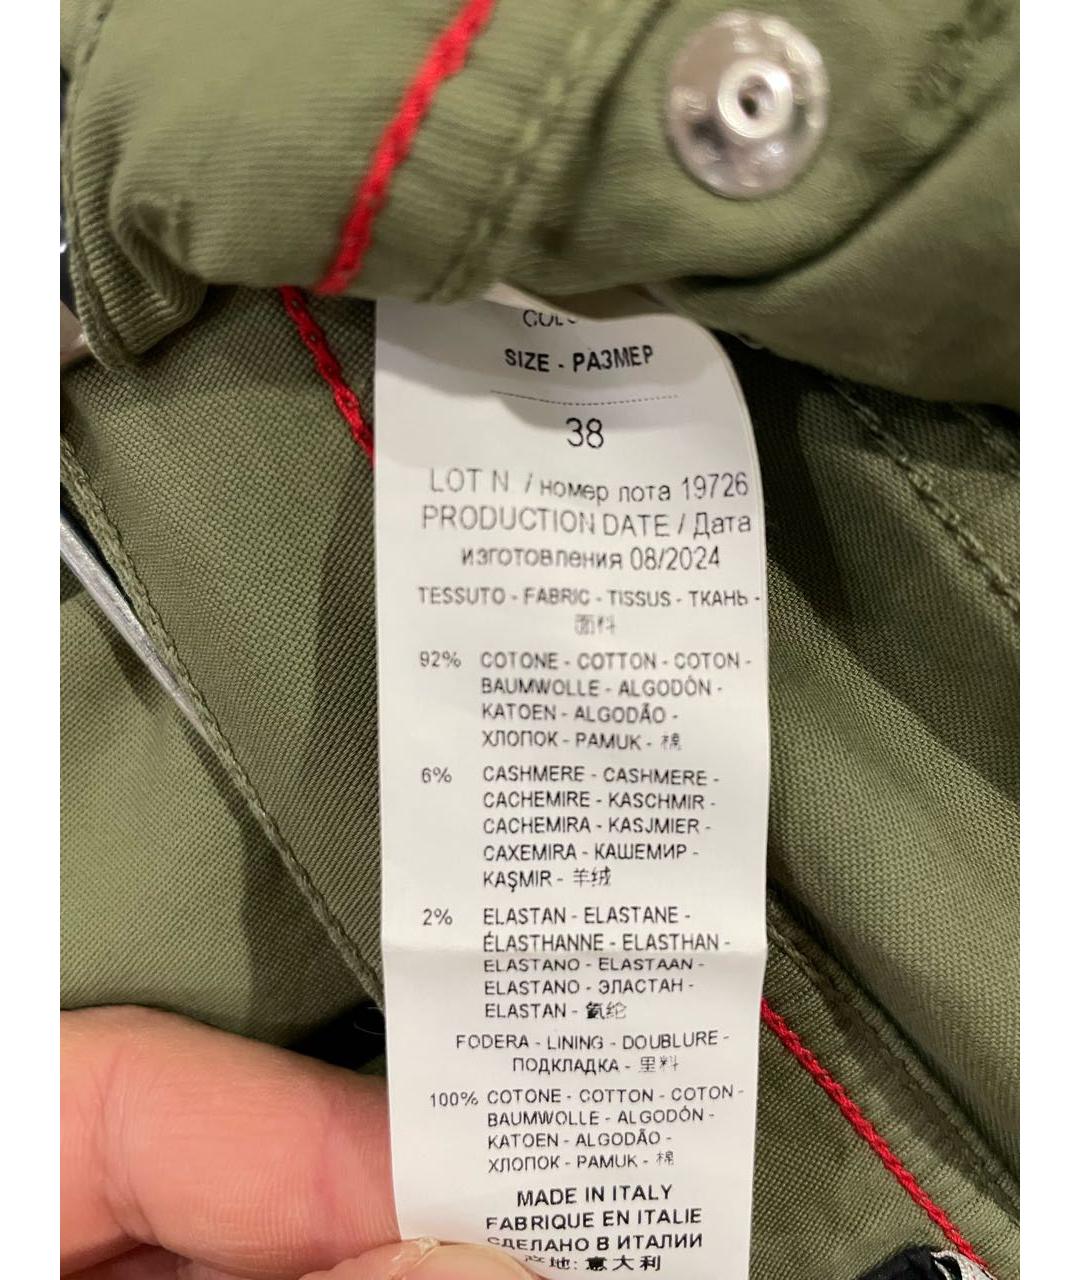 SIZE - РАЗМЕР
38
LOT N / номер лота 19726
PRODUCTION DATE / Дата
изготовления 08/2024
TESSUTO - FABRIC - TISSUS - ТКАНЬ -
面料
92% COTONE - COTTON - COTON -
BAUMWOLLE - ALGODÓN -
KATOEN - ALGODÃO -
ХЛОПОК - PAMUK - 棉
6% CASHMERE - CASHMERE -
CACHEMIRE - KASCHMIR -
CACHEMIRA - KASJMIER -
CAXEMIRA - КАШЕМИР -
KAŞMIR - 羊绒
2% ELASTAN - ELASTANE -
ÉLASTHANNE - ELASTHAN -
ELASTANO - ELASTAAN -
ELASTANO - ЭЛАСТАН -
ELASTAN - 氨纶
FODERA - LINING - DOUBLURE -
ПОДКЛАДКА - 里料
100% COTONE - COTTON - COTON -
BAUMWOLLE - ALGODÓN -
KATOEN - ALGODÃO -
ХЛОПОК - PAMUK - 棉
MADE IN ITALY
FABRIQUE EN ITALIE
СДЕЛАНО В ИТАЛИИ
产地: 意大利